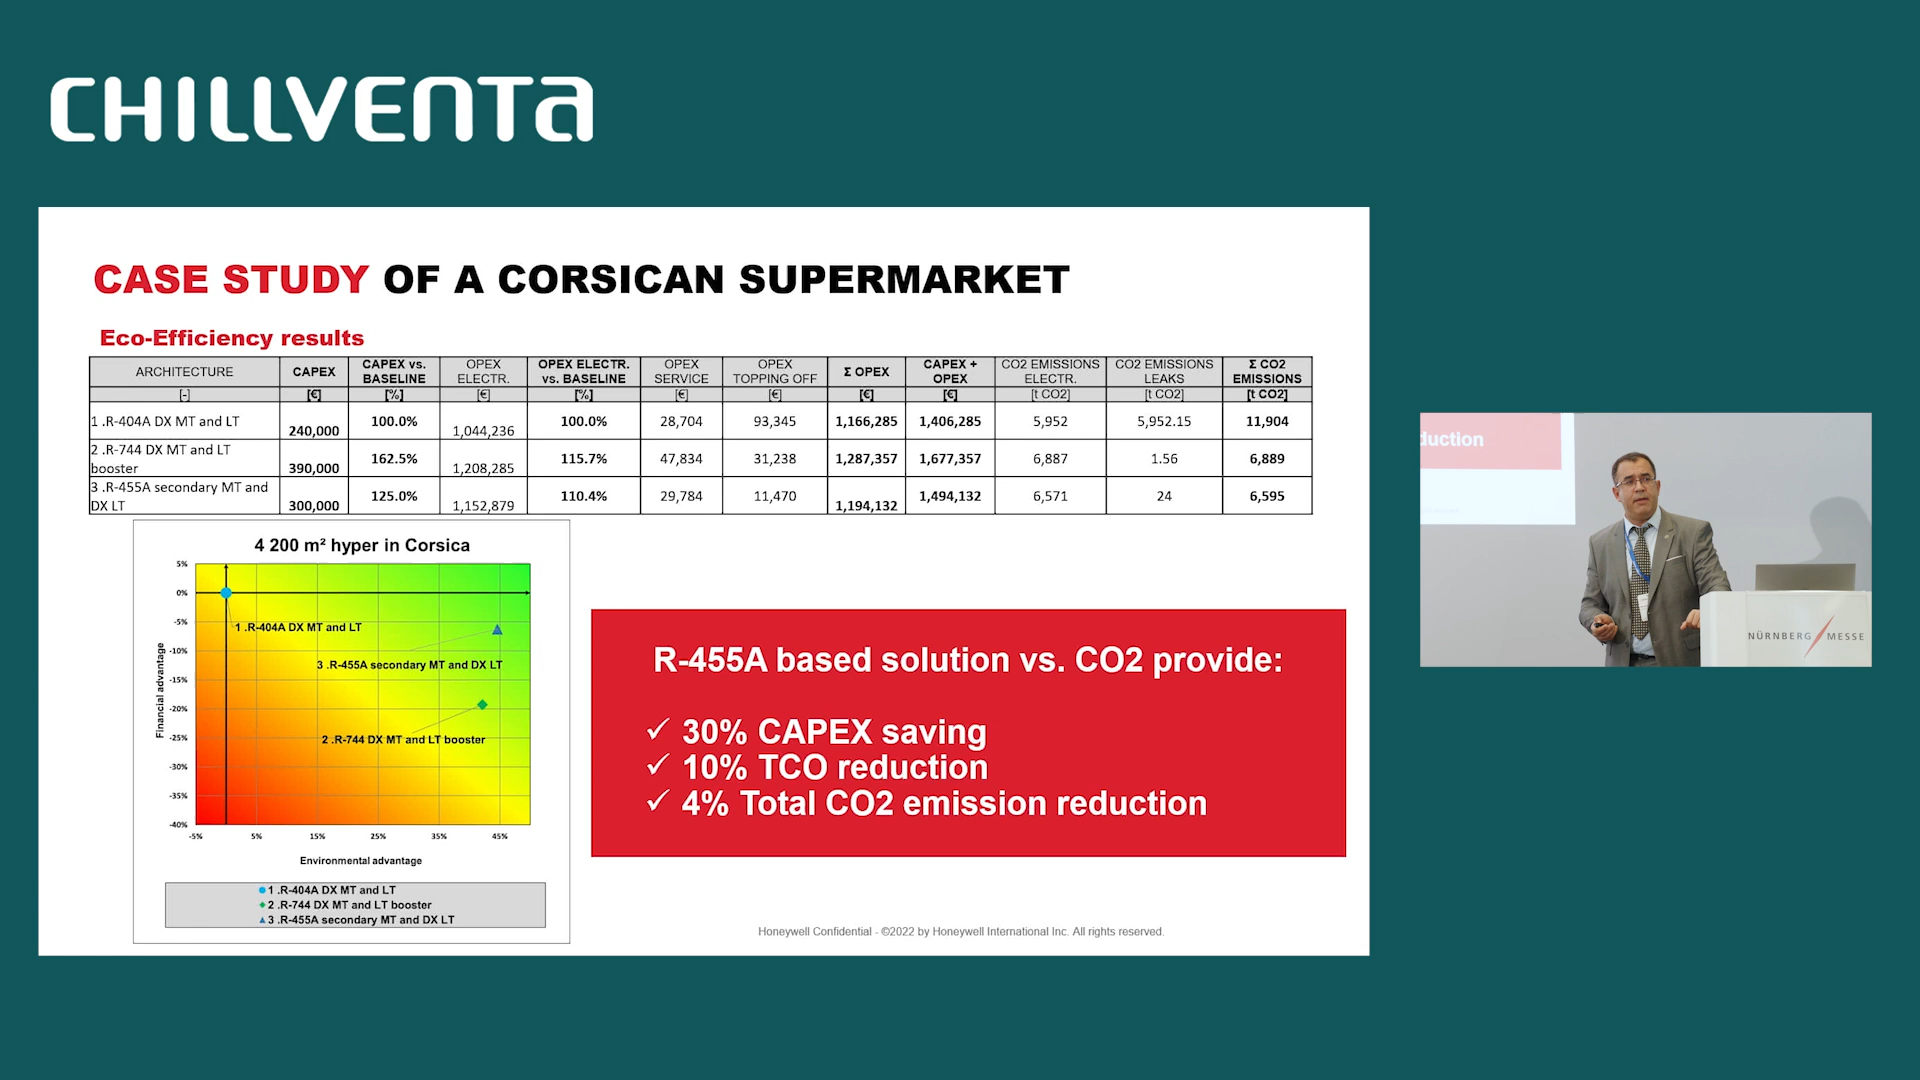 CHILLVENTA
CASE STUDY OF A CORSICAN SUPERMARKET
Eco-Efficiency results
ARCHITECTURE CAPEX CAPEX vs. BASELINE OPEX ELECTR. OPEX ELECTR. vs. BASELINE OPEX SERVICE OPEX TOPPING OFF Σ OPEX CAPEX + OPEX CO2 EMISSIONS ELECTR. CO2 EMISSIONS LEAKS Σ CO2 EMISSIONS
[-] [€] [%] [€] [%] [€] [€] [€] [€] [t CO2] [t CO2] [t CO2]
1 .R-404A DX MT and LT 240,000 100.0% 1,044,236 100.0% 28,704 93,345 1,166,285 1,406,285 5,952 5,952.15 11,904
2 .R-744 DX MT and LT booster 390,000 162.5% 1,208,285 115.7% 47,834 31,238 1,287,357 1,677,357 6,887 1.56 6,889
3 .R-455A secondary MT and DX LT 300,000 125.0% 1,152,879 110.4% 29,784 11,470 1,194,132 1,494,132 6,571 24 6,595
4 200 m² hyper in Corsica
5%
0%
-5%
-10%
-15%
-20%
-25%
-30%
-35%
-40%
Financial advantage
1 .R-404A DX MT and LT
3 .R-455A secondary MT and DX LT
2 .R-744 DX MT and LT booster
-5% 5% 15% 25% 35% 45%
Environmental advantage
1 .R-404A DX MT and LT
2 .R-744 DX MT and LT booster
3 .R-455A secondary MT and DX LT
R-455A based solution vs. CO2 provide:
✓ 30% CAPEX saving
✓ 10% TCO reduction
✓ 4% Total CO2 emission reduction
Honeywell Confidential - ©2022 by Honeywell International Inc. All rights reserved.
duction
NÜRNBERG MESSE